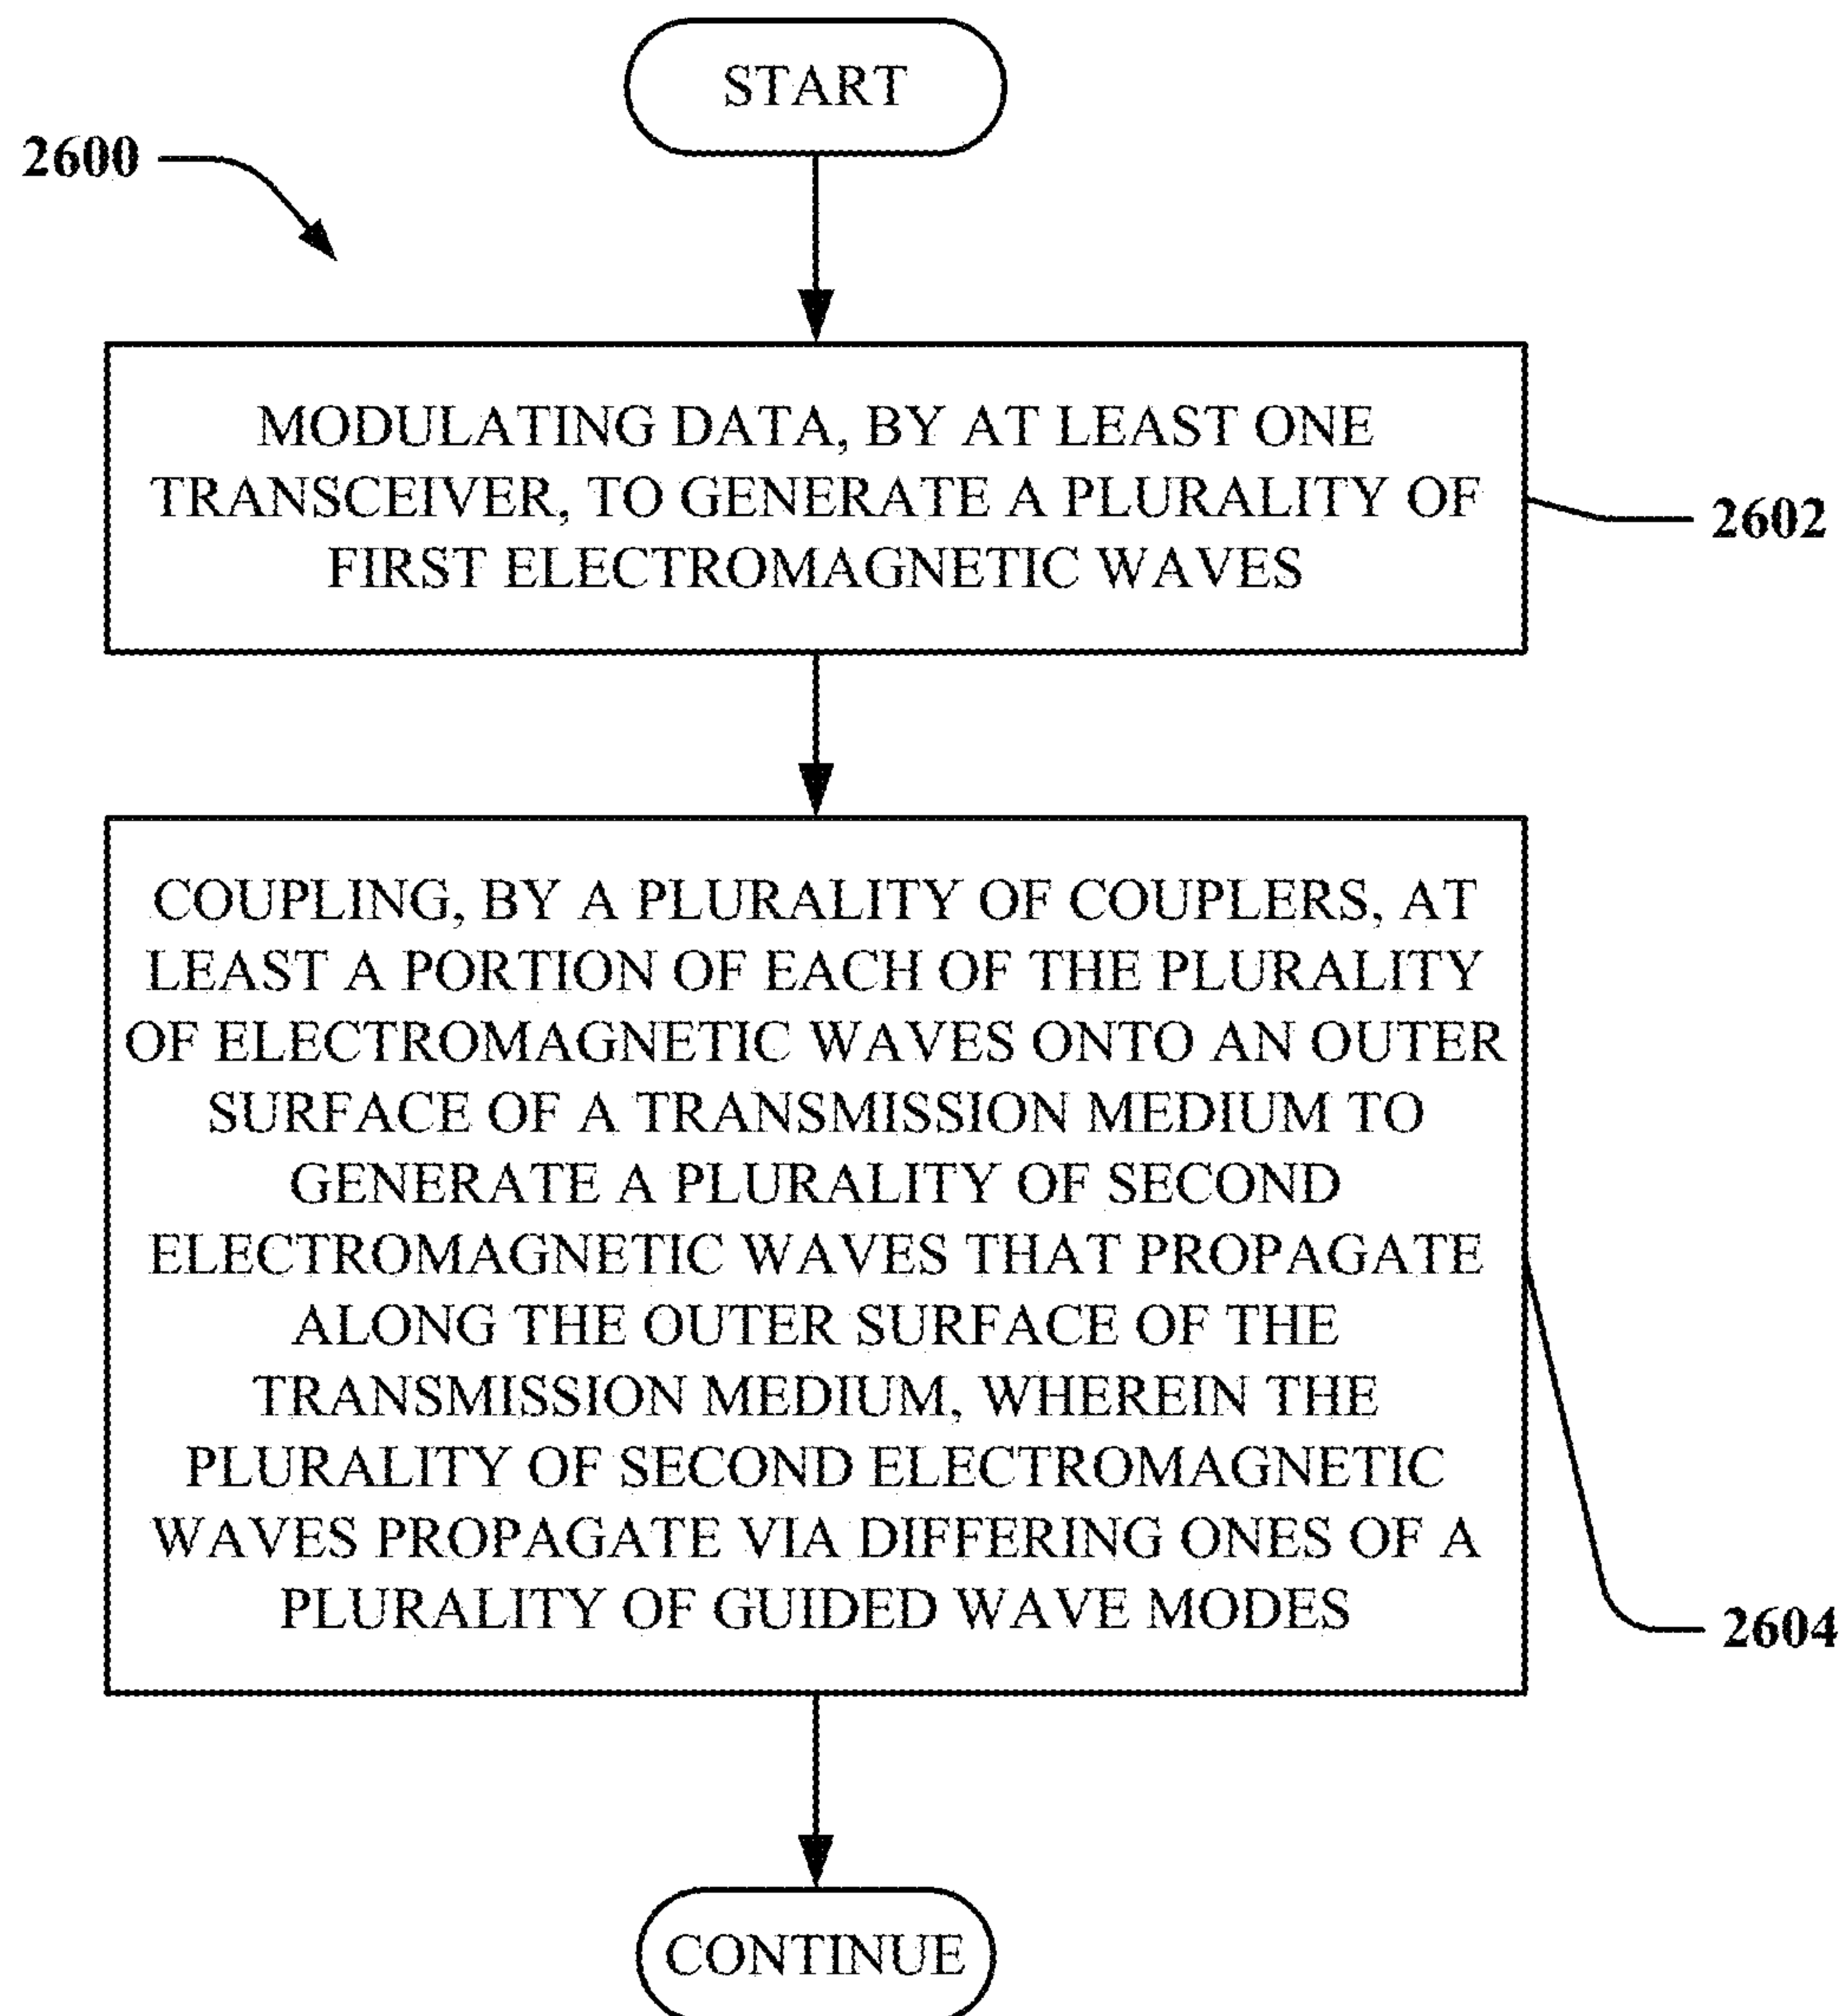 START
2600
MODULATING DATA, BY AT LEAST ONE
TRANSCEIVER, TO GENERATE A PLURALITY OF
FIRST ELECTROMAGNETIC WAVES
2602
COUPLING, BY A PLURALITY OF COUPLERS, AT
LEAST A PORTION OF EACH OF THE PLURALITY
OF ELECTROMAGNETIC WAVES ONTO AN OUTER
SURFACE OF A TRANSMISSION MEDIUM TO
GENERATE A PLURALITY OF SECOND
ELECTROMAGNETIC WAVES THAT PROPAGATE
ALONG THE OUTER SURFACE OF THE
TRANSMISSION MEDIUM, WHEREIN THE
PLURALITY OF SECOND ELECTROMAGNETIC
WAVES PROPAGATE VIA DIFFERING ONES OF A
PLURALITY OF GUIDED WAVE MODES
2604
CONTINUE